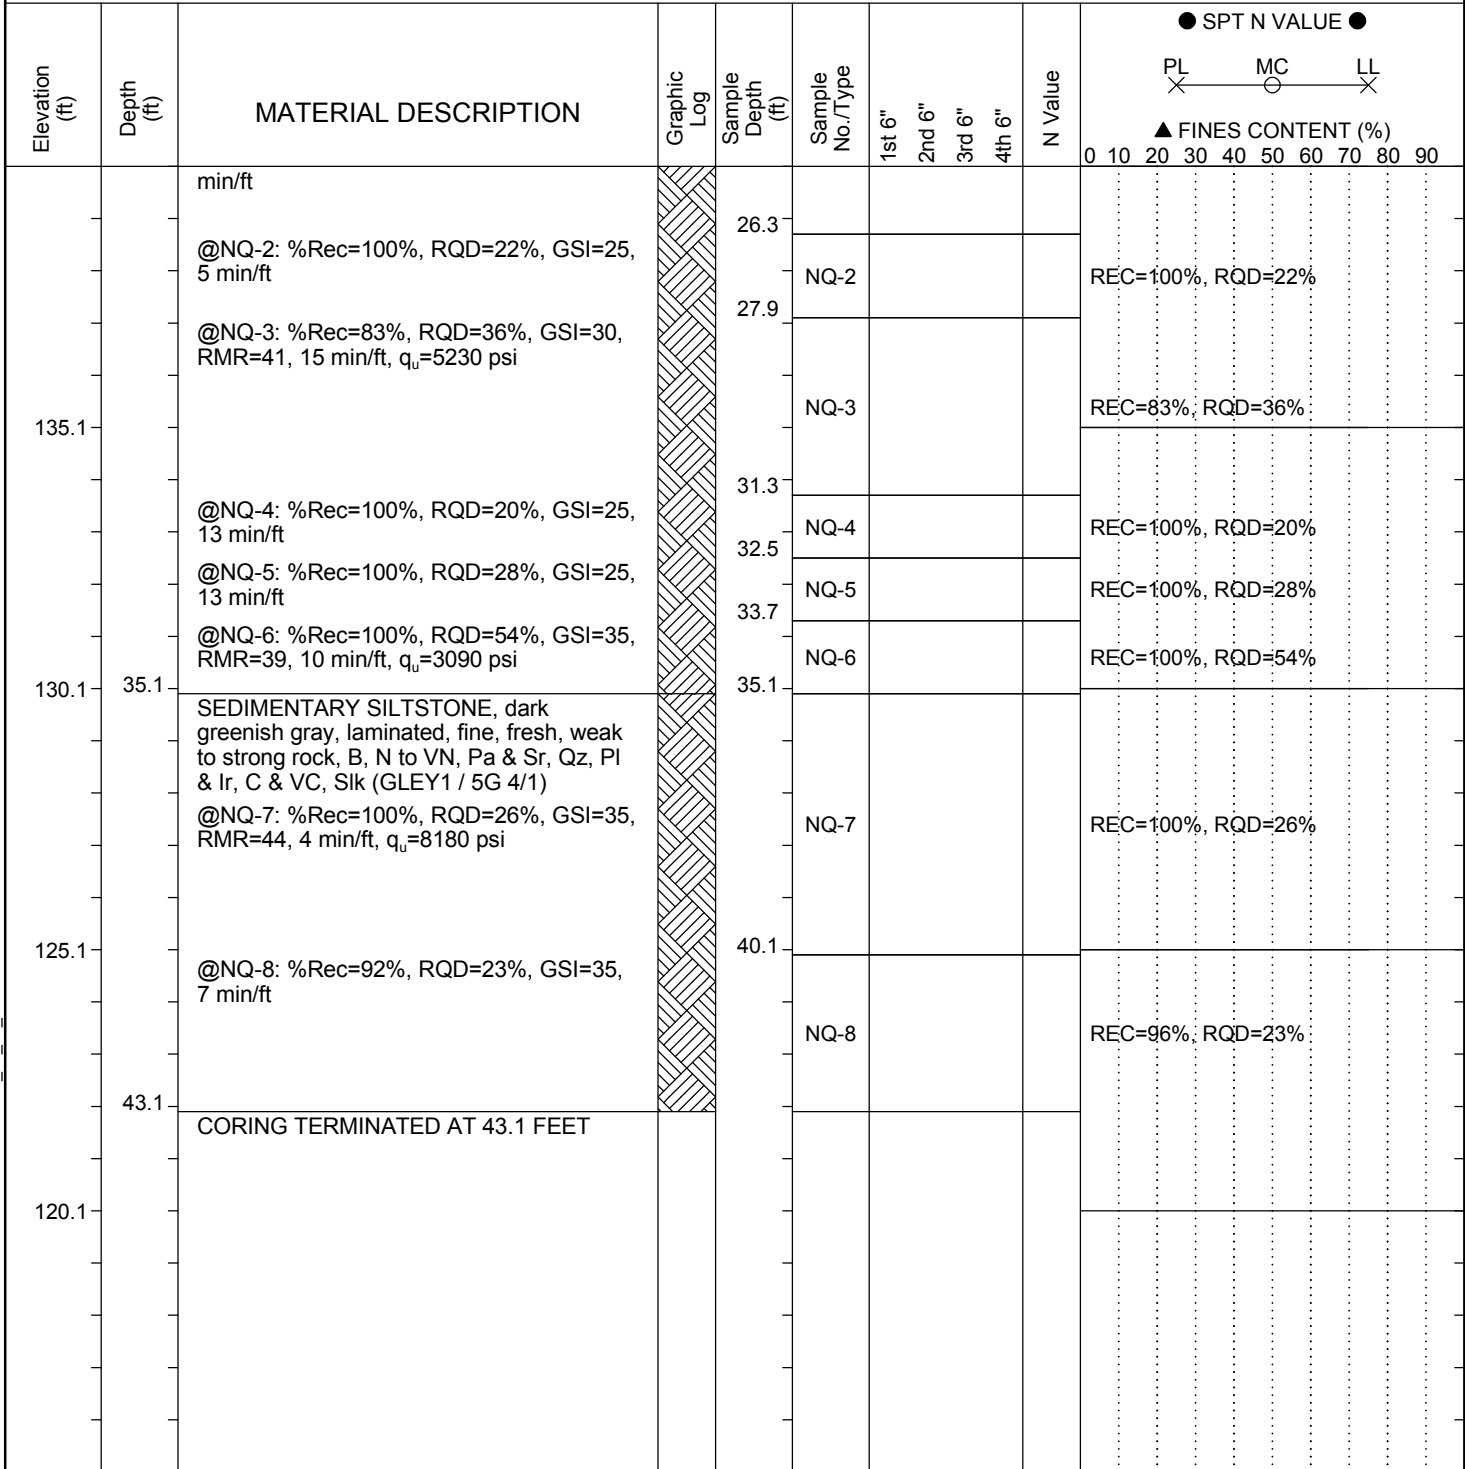 ● SPT N VALUE ●
PL MC LL
▲ FINES CONTENT (%)
0 10 20 30 40 50 60 70 80 90
Elevation
(ft)
Depth
(ft)
MATERIAL DESCRIPTION
Graphic
Log
Sample
Depth
(ft)
Sample
No./Type
1st 6"
2nd 6"
3rd 6"
4th 6"
N Value
min/ft
26.3
@NQ-2: %Rec=100%, RQD=22%, GSI=25,
5 min/ft
NQ-2
REC=100%, RQD=22%
27.9
@NQ-3: %Rec=83%, RQD=36%, GSI=30,
RMR=41, 15 min/ft, qu=5230 psi
NQ-3
REC=83%, RQD=36%
135.1
31.3
@NQ-4: %Rec=100%, RQD=20%, GSI=25,
13 min/ft
NQ-4
REC=100%, RQD=20%
32.5
@NQ-5: %Rec=100%, RQD=28%, GSI=25,
13 min/ft
NQ-5
REC=100%, RQD=28%
33.7
@NQ-6: %Rec=100%, RQD=54%, GSI=35,
RMR=39, 10 min/ft, qu=3090 psi
NQ-6
REC=100%, RQD=54%
130.1
35.1
35.1
SEDIMENTARY SILTSTONE, dark
greenish gray, laminated, fine, fresh, weak
to strong rock, B, N to VN, Pa & Sr, Qz, Pl
& Ir, C & VC, Slk (GLEY1 / 5G 4/1)
@NQ-7: %Rec=100%, RQD=26%, GSI=35,
RMR=44, 4 min/ft, qu=8180 psi
NQ-7
REC=100%, RQD=26%
125.1
40.1
@NQ-8: %Rec=92%, RQD=23%, GSI=35,
7 min/ft
NQ-8
REC=96%, RQD=23%
43.1
CORING TERMINATED AT 43.1 FEET
120.1